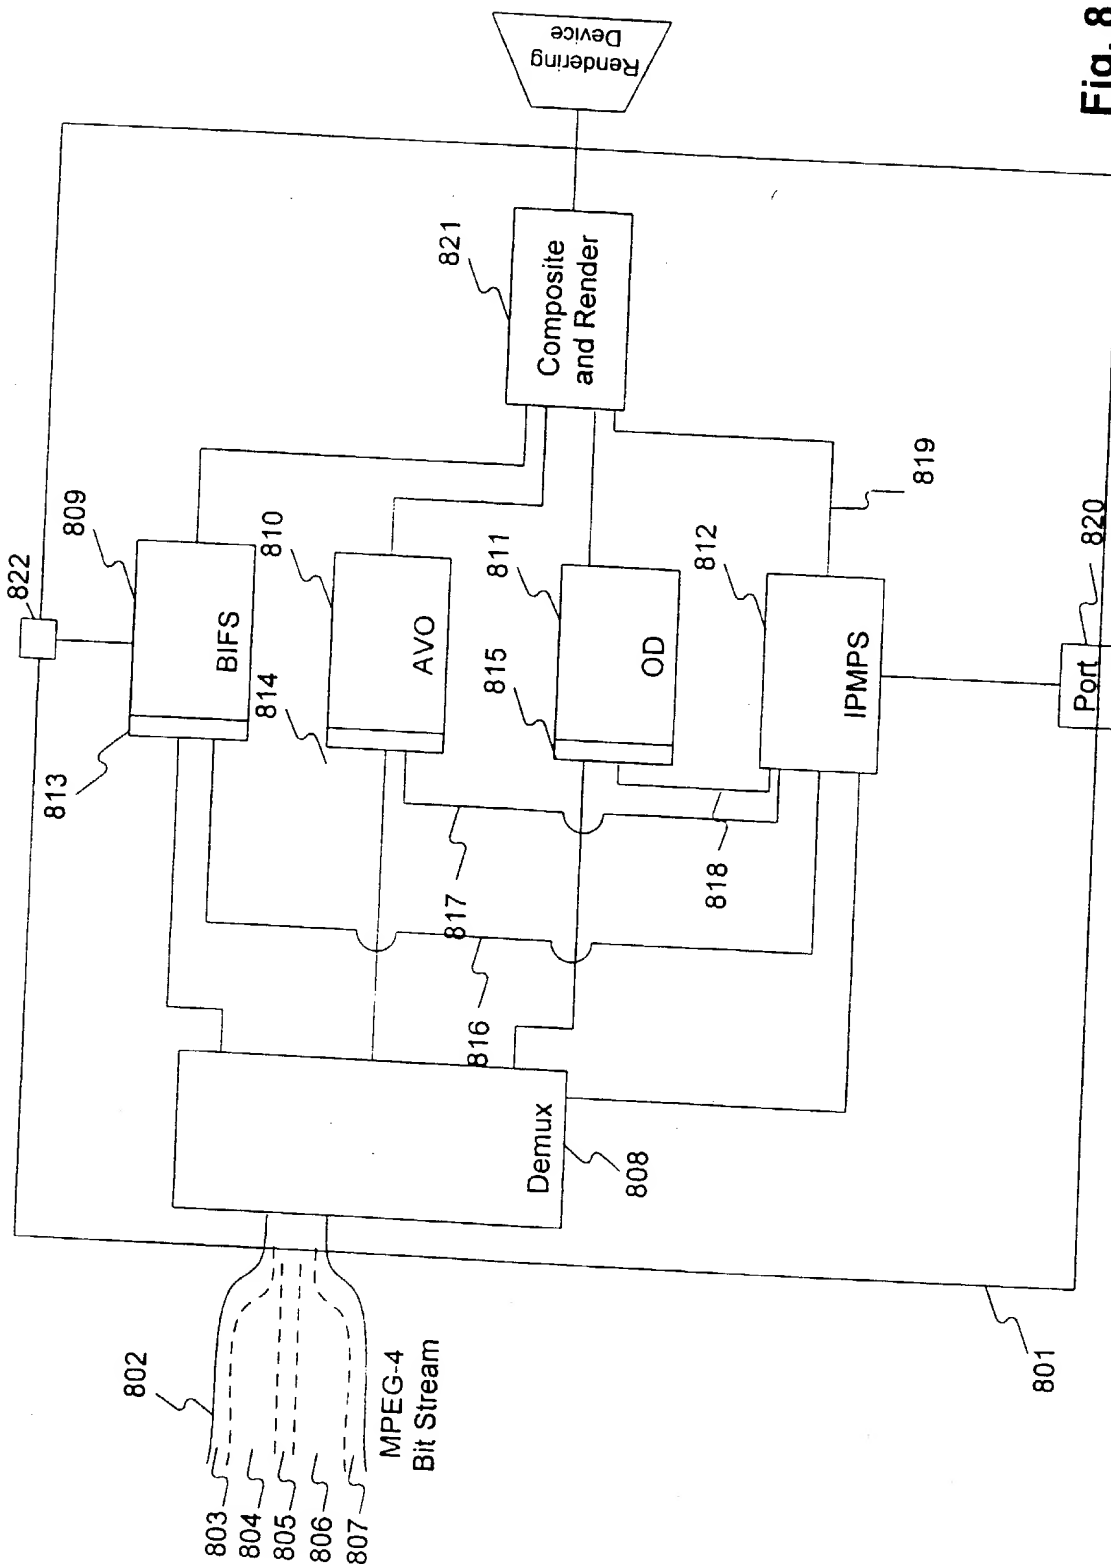 Fig. 8
Rendering
Device
821
Composite
and Render
822
809
813
BIFS
810
814
AVO
811
815
OD
812
IPMPS
819
820
Port
817
818
816
Demux
808
802
803
804
805
806
807
MPEG-4
Bit Stream
801